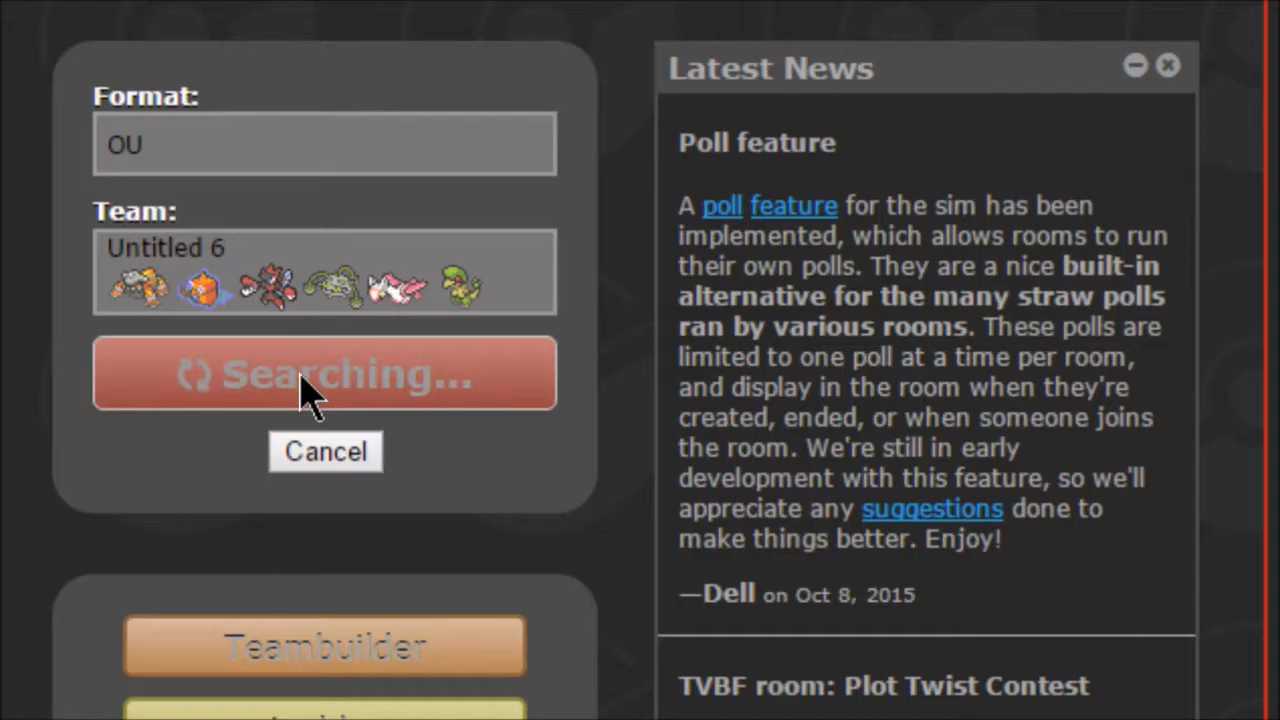 Format:
OU
Team:
Untitled 6
Searching...
Cancel
Teambuilder
Latest News
Poll feature
A poll feature for the sim has been
implemented, which allows rooms to run
their own polls. They are a nice built-in
alternative for the many straw polls
ran by various rooms. These polls are
limited to one poll at a time per room,
and display in the room when they're
created, ended, or when someone joins
the room. We're still in early
development with this feature, so we'll
appreciate any suggestions done to
make things better. Enjoy!
—Dell on Oct 8, 2015
TVBF room: Plot Twist Contest